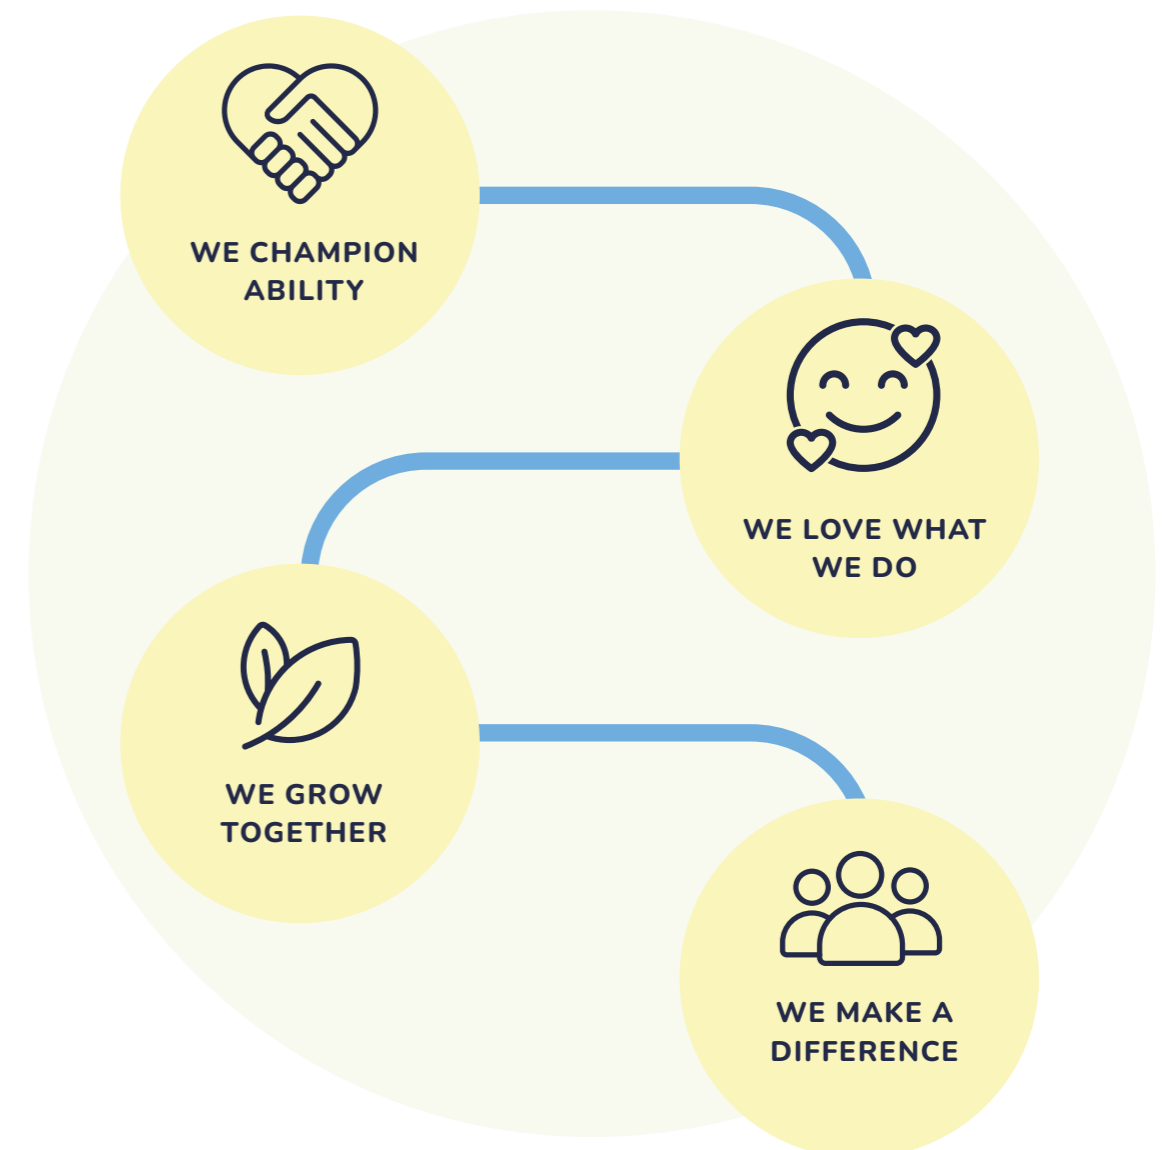 WE CHAMPION
ABILITY
WE LOVE WHAT
WE DO
WE GROW
TOGETHER
WE MAKE A
DIFFERENCE